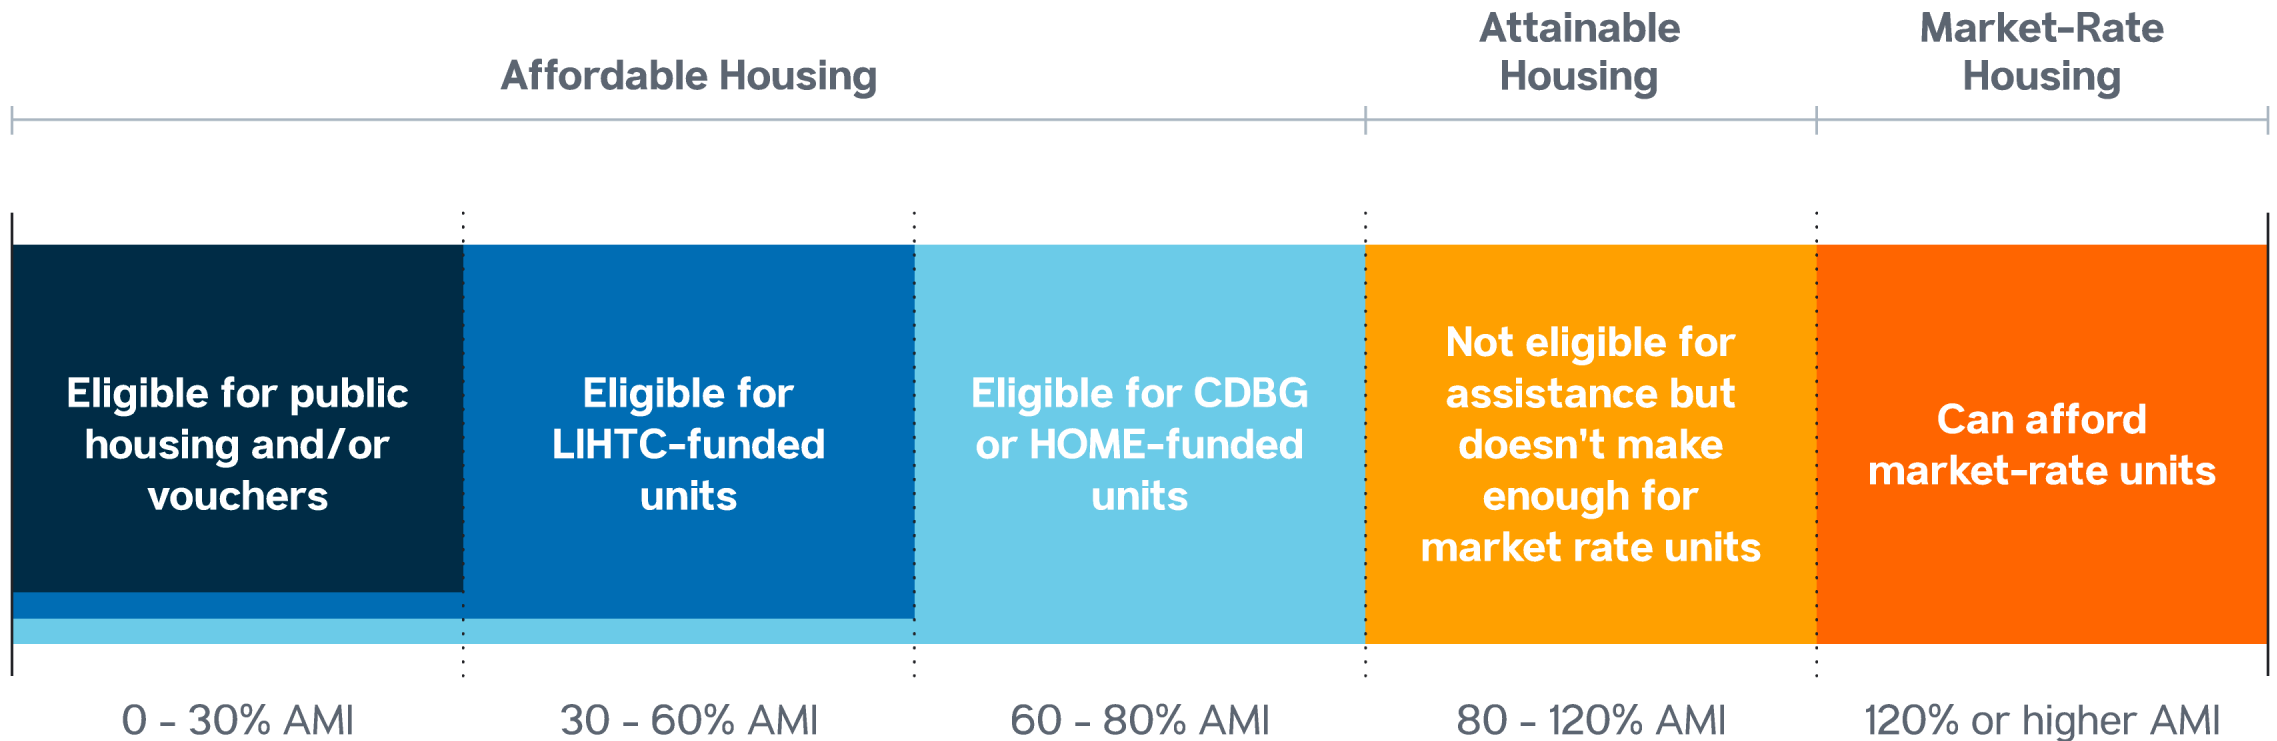 Affordable Housing
Attainable
Housing
Market-Rate
Housing
Eligible for public
housing and/or
vouchers
Eligible for
LIHTC-funded
units
Eligible for CDBG
or HOME-funded
units
Not eligible for
assistance but
doesn't make
enough for
market rate units
Can afford
market-rate units
0 - 30% AMI
30 - 60% AMI
60 - 80% AMI
80 - 120% AMI
120% or higher AMI